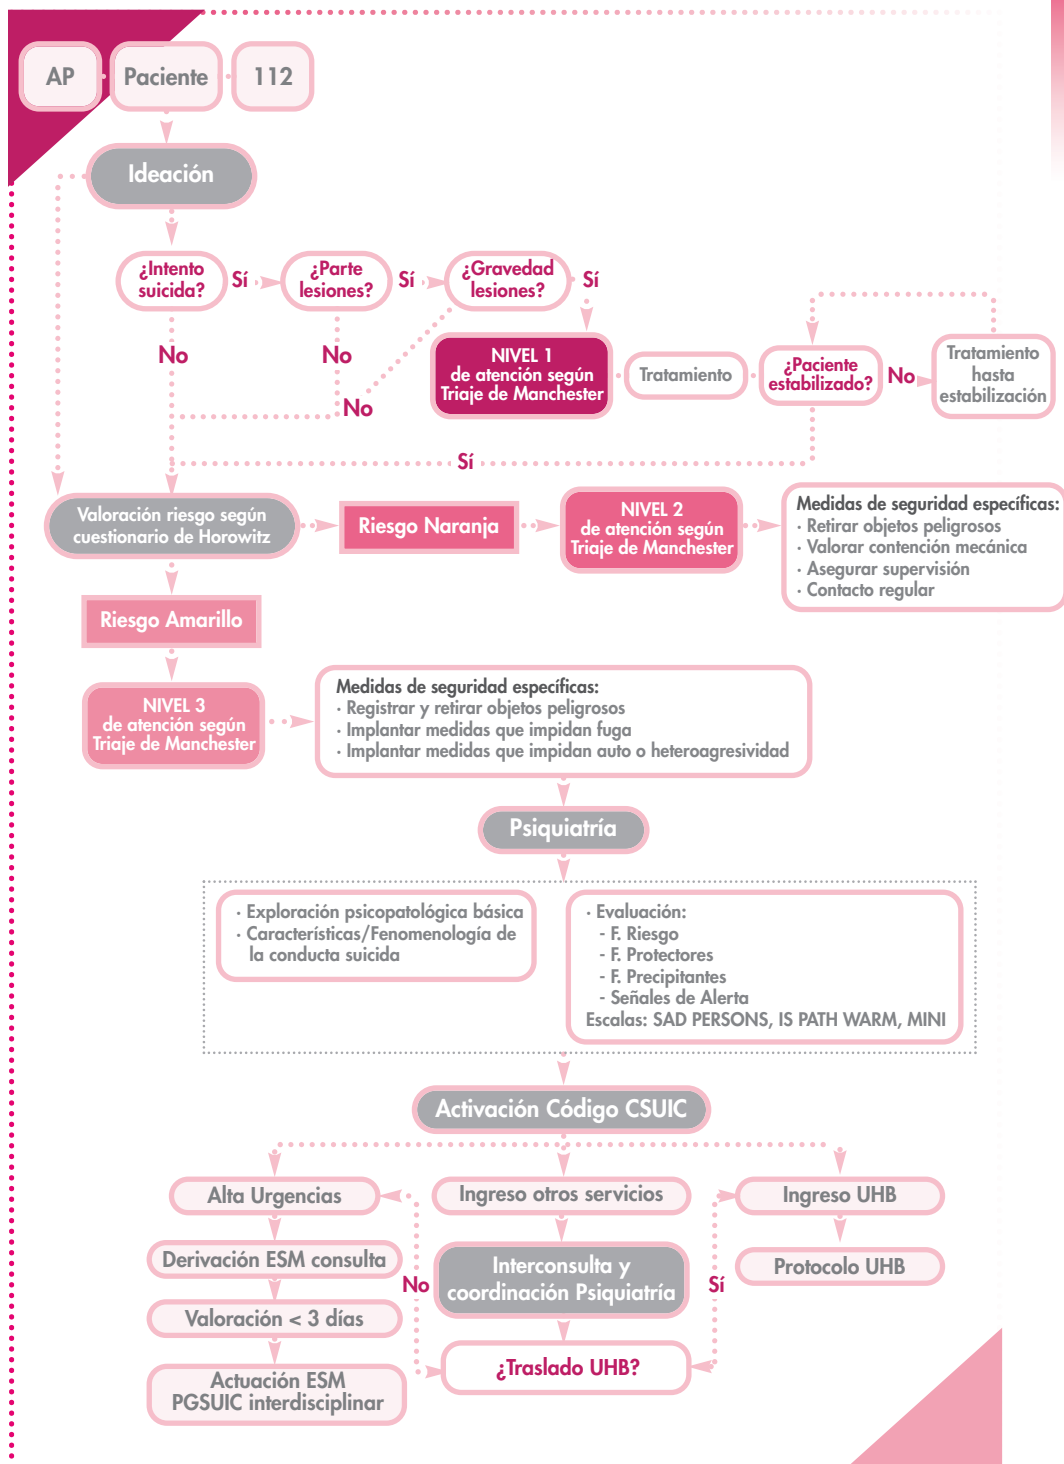 AP
Paciente
112
Ideación
¿Intento
suicida?
Sí
¿Parte
lesiones?
Sí
¿Gravedad
lesiones?
Sí
No
No
No
NIVEL 1
de atención según
Triaje de Manchester
Tratamiento
¿Paciente
estabilizado?
No
Tratamiento
hasta
estabilización
Sí
Valoración riesgo según
cuestionario de Horowitz
Riesgo Naranja
NIVEL 2
de atención según
Triaje de Manchester
Medidas de seguridad específicas:
· Retirar objetos peligrosos
· Valorar contención mecánica
· Asegurar supervisión
· Contacto regular
Riesgo Amarillo
NIVEL 3
de atención según
Triaje de Manchester
Medidas de seguridad específicas:
· Registrar y retirar objetos peligrosos
· Implantar medidas que impidan fuga
· Implantar medidas que impidan auto o heteroagresividad
Psiquiatría
· Exploración psicopatológica básica
· Características/Fenomenología de
la conducta suicida
· Evaluación:
- F. Riesgo
- F. Protectores
- F. Precipitantes
- Señales de Alerta
Escalas: SAD PERSONS, IS PATH WARM, MINI
Activación Código CSUIC
Alta Urgencias
Ingreso otros servicios
Ingreso UHB
Derivación ESM consulta
Interconsulta y
coordinación Psiquiatría
Protocolo UHB
No
Sí
Valoración < 3 días
¿Traslado UHB?
Actuación ESM
PGSUIC interdisciplinar